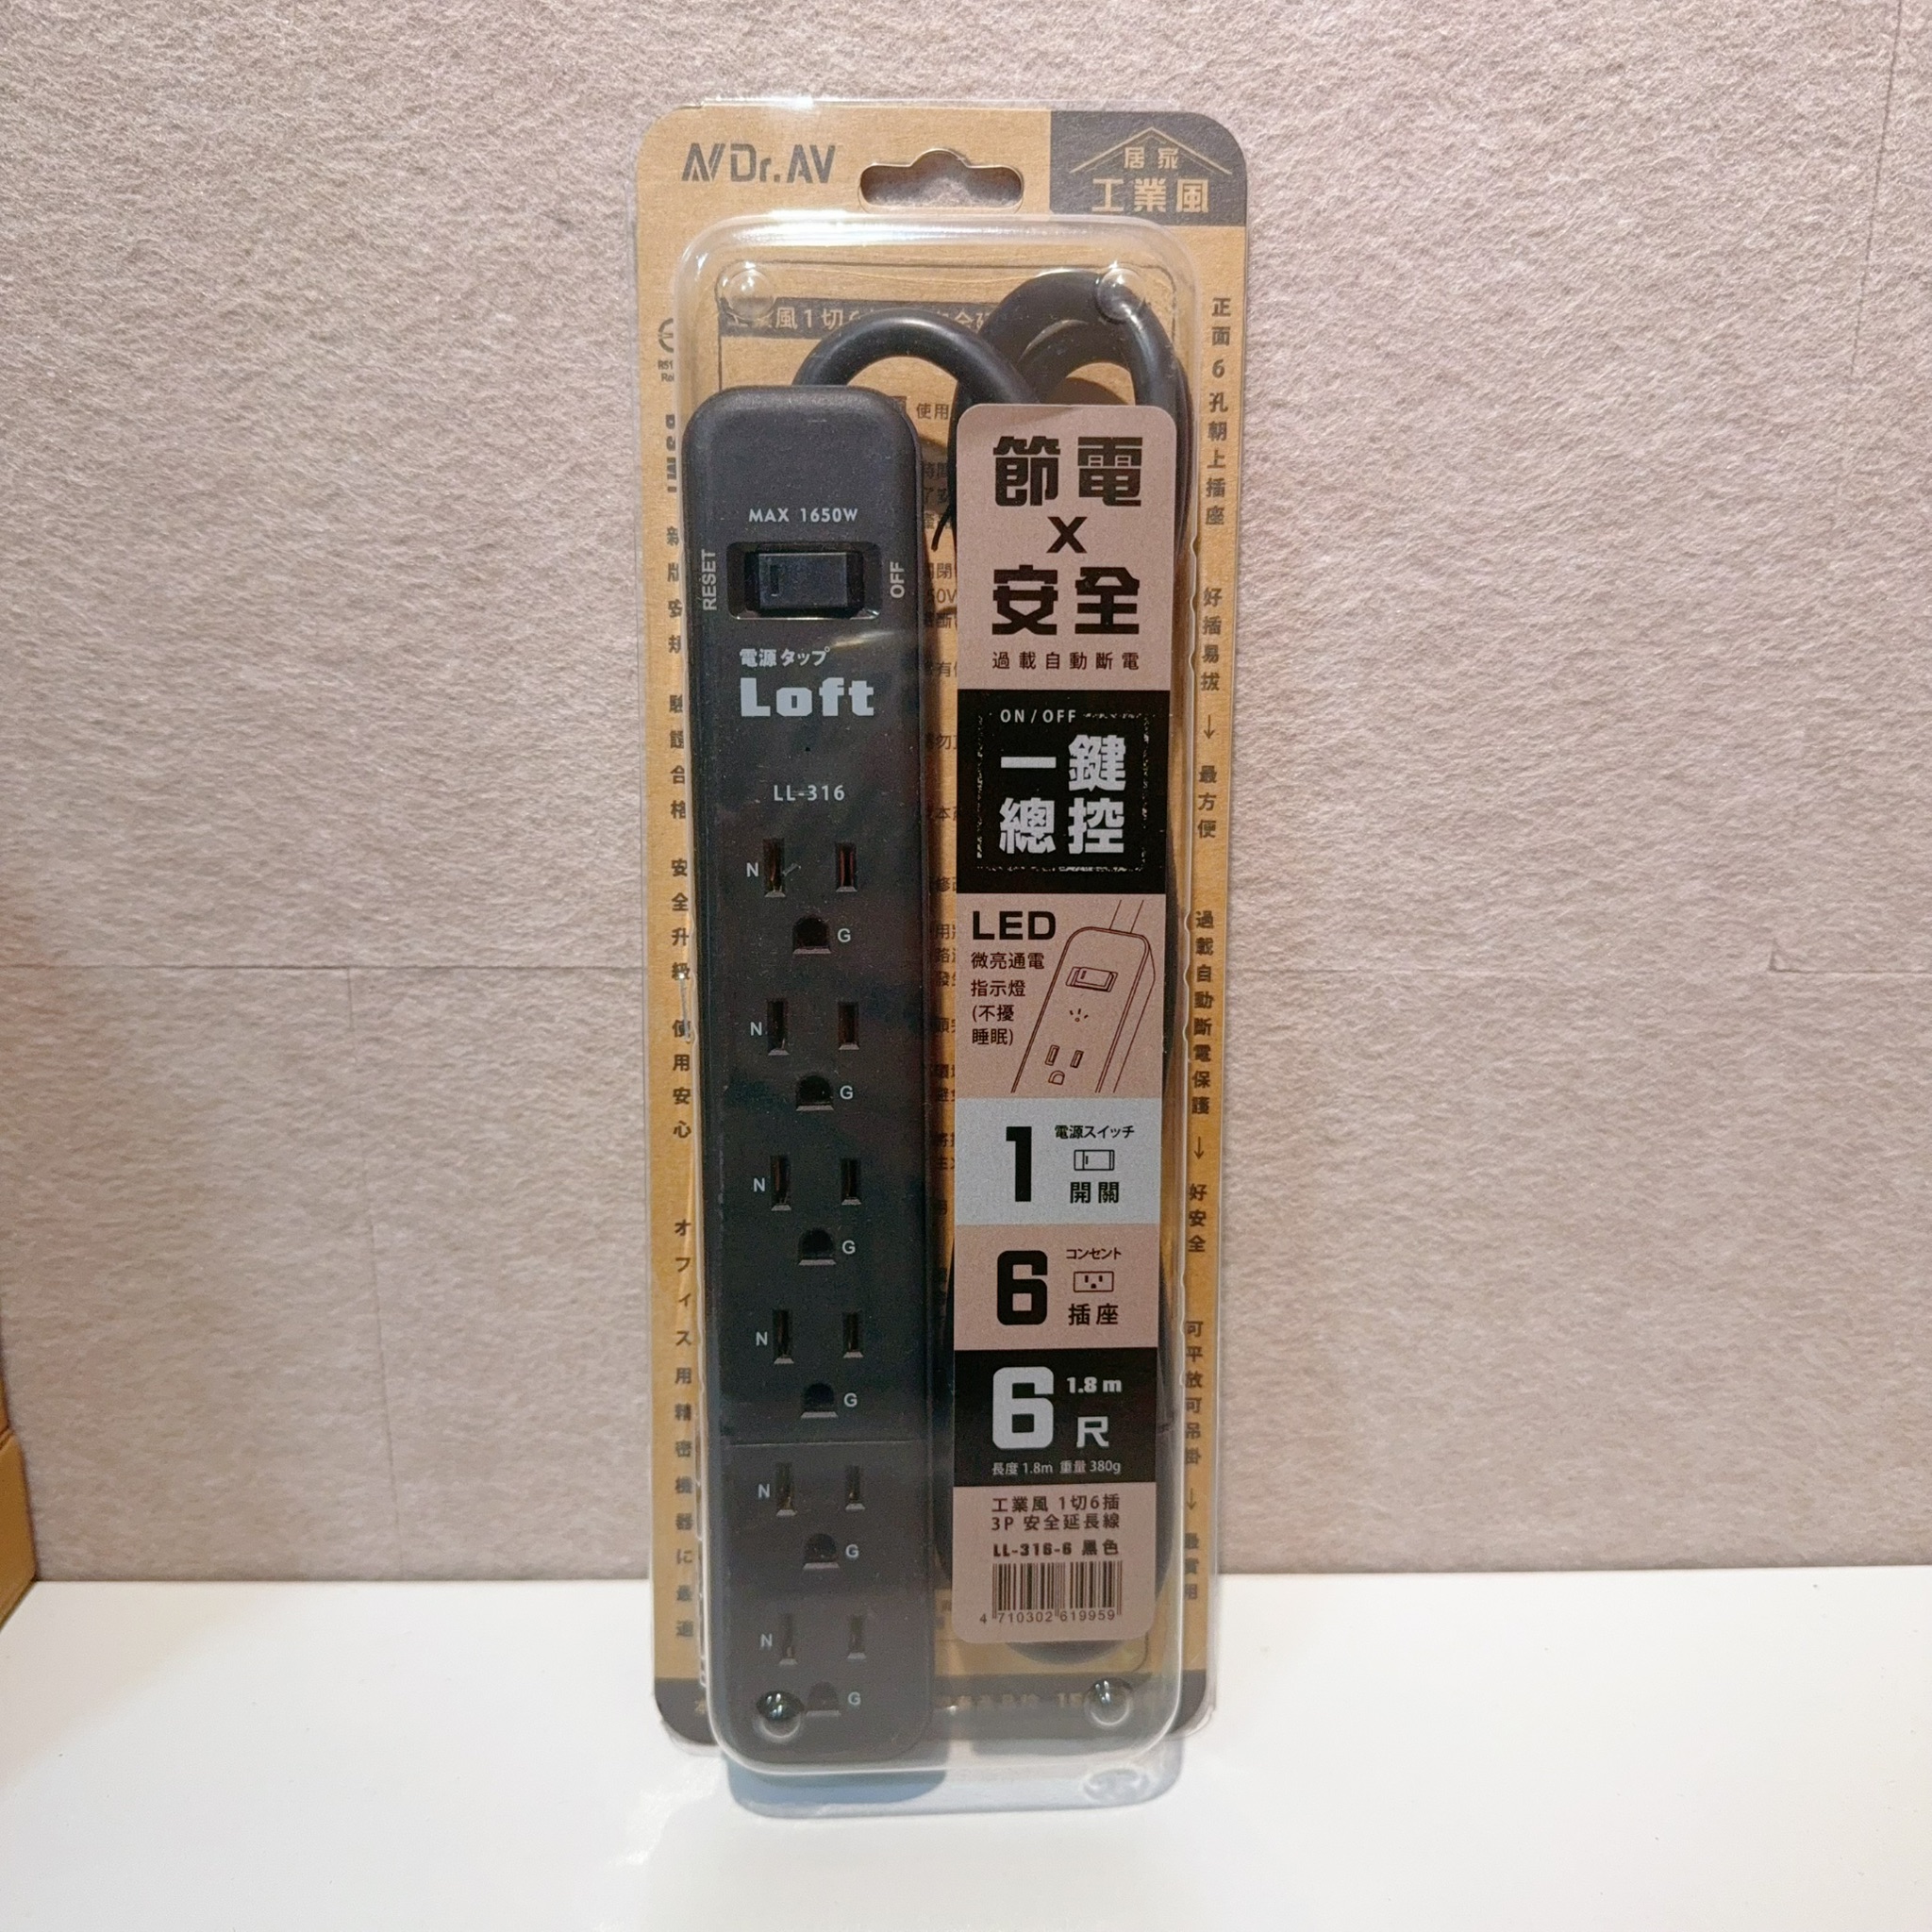 Dr.AV
居家
工業風
MAX 1650W
RESET
OFF
電源タップ
Loft
LL-316
N
G
N
G
N
G
N
G
N
G
N
G
節電
X
安全
過載自動斷電
ON/OFF
一鍵
總控
LED
微亮通電
指示燈
(不擾
睡眠)
1
電源スイッチ
開關
6
コンセント
插座
6
1.8 m
尺
長度 1.8m 重量 380g
工業風 1切6插
3P 安全延長線
LL-316-6 黑色
4 710302 619959
正面6孔朝上插座
好插易拔 → 最方便
過載自動斷電保護 → 好安全
可平放可吊掛 →
安全升級 使用安心
オフィス用精密機器に最適